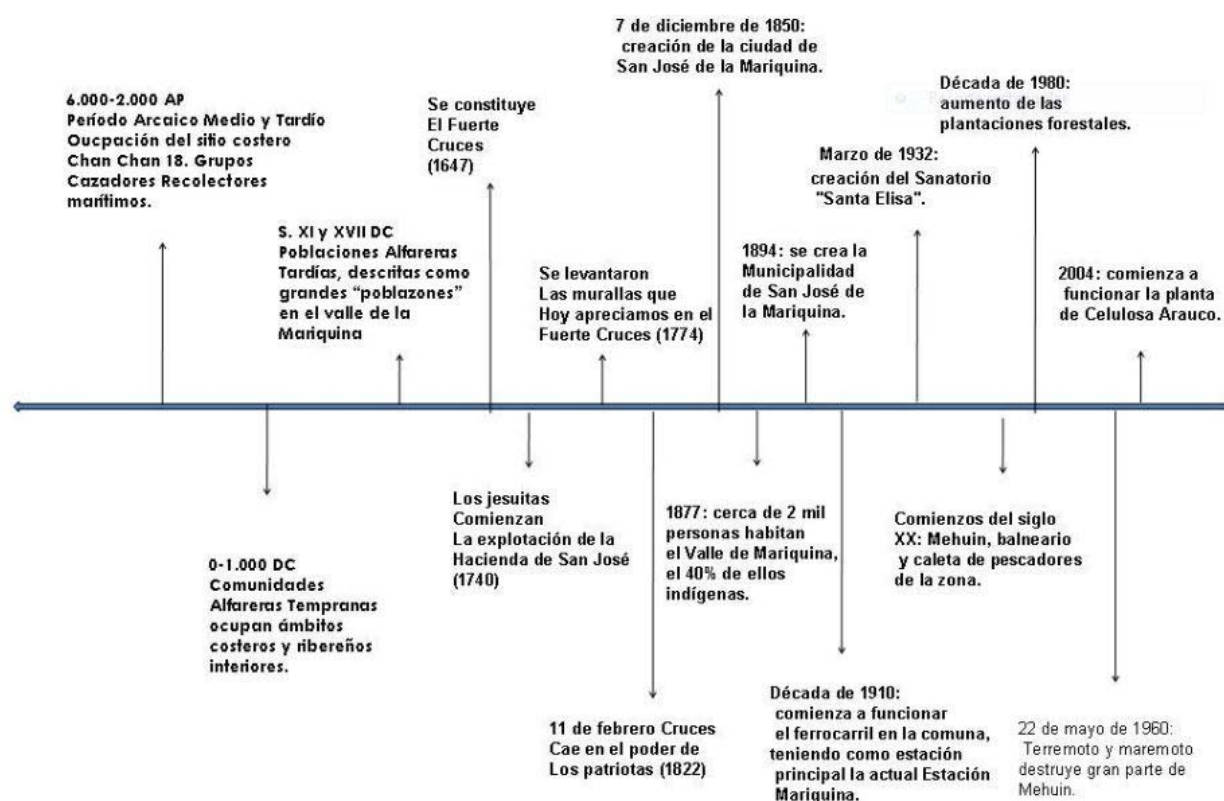 6.000-2.000 AP
Período Arcaico Medio y Tardío
Oucpación del sitio costero
Chan Chan 18. Grupos
Cazadores Recolectores
marítimos.
S. XI y XVII DC
Poblaciones Alfareras
Tardías, descritas como
grandes “poblazones”
en el valle de la
Mariquina
Se constituye
El Fuerte
Cruces
(1647)
Se levantaron
Las murallas que
Hoy apreciamos en el
Fuerte Cruces (1774)
7 de diciembre de 1850:
creación de la ciudad de
San José de la Mariquina.
1894: se crea la
Municipalidad
de San José de
la Mariquina.
Marzo de 1932:
creación del Sanatorio
"Santa Elisa".
Década de 1980:
aumento de las
plantaciones forestales.
2004: comienza a
funcionar la planta
de Celulosa Arauco.
0-1.000 DC
Comunidades
Alfareras Tempranas
ocupan ámbitos
costeros y ribereños
interiores.
Los jesuitas
Comienzan
La explotación de la
Hacienda de San José
(1740)
11 de febrero Cruces
Cae en el poder de
Los patriotas (1822)
1877: cerca de 2 mil
personas habitan
el Valle de Mariquina,
el 40% de ellos
indígenas.
Década de 1910:
comienza a funcionar
el ferrocarril en la comuna,
teniendo como estación
principal la actual Estación
Mariquina.
Comienzos del siglo
XX: Mehuin, balneario
y caleta de pescadores
de la zona.
22 de mayo de 1960:
Terremoto y maremoto
destruye gran parte de
Mehuin.